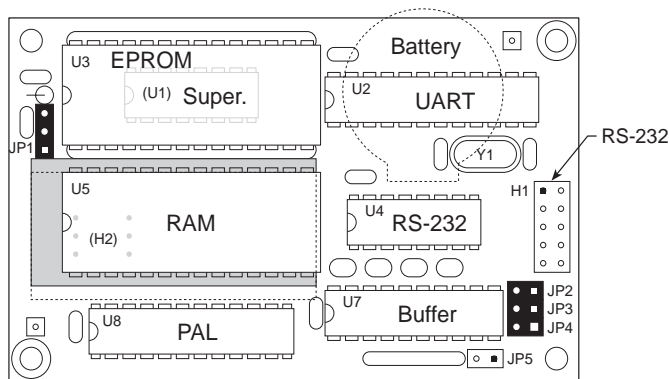 U3 EPROM
(U1) Super.
Battery
U2
UART
JP1
Y1
RS-232
H1
U5
RAM
(H2)
U4
RS-232
U8
PAL
U7
Buffer
JP2
JP3
JP4
JP5